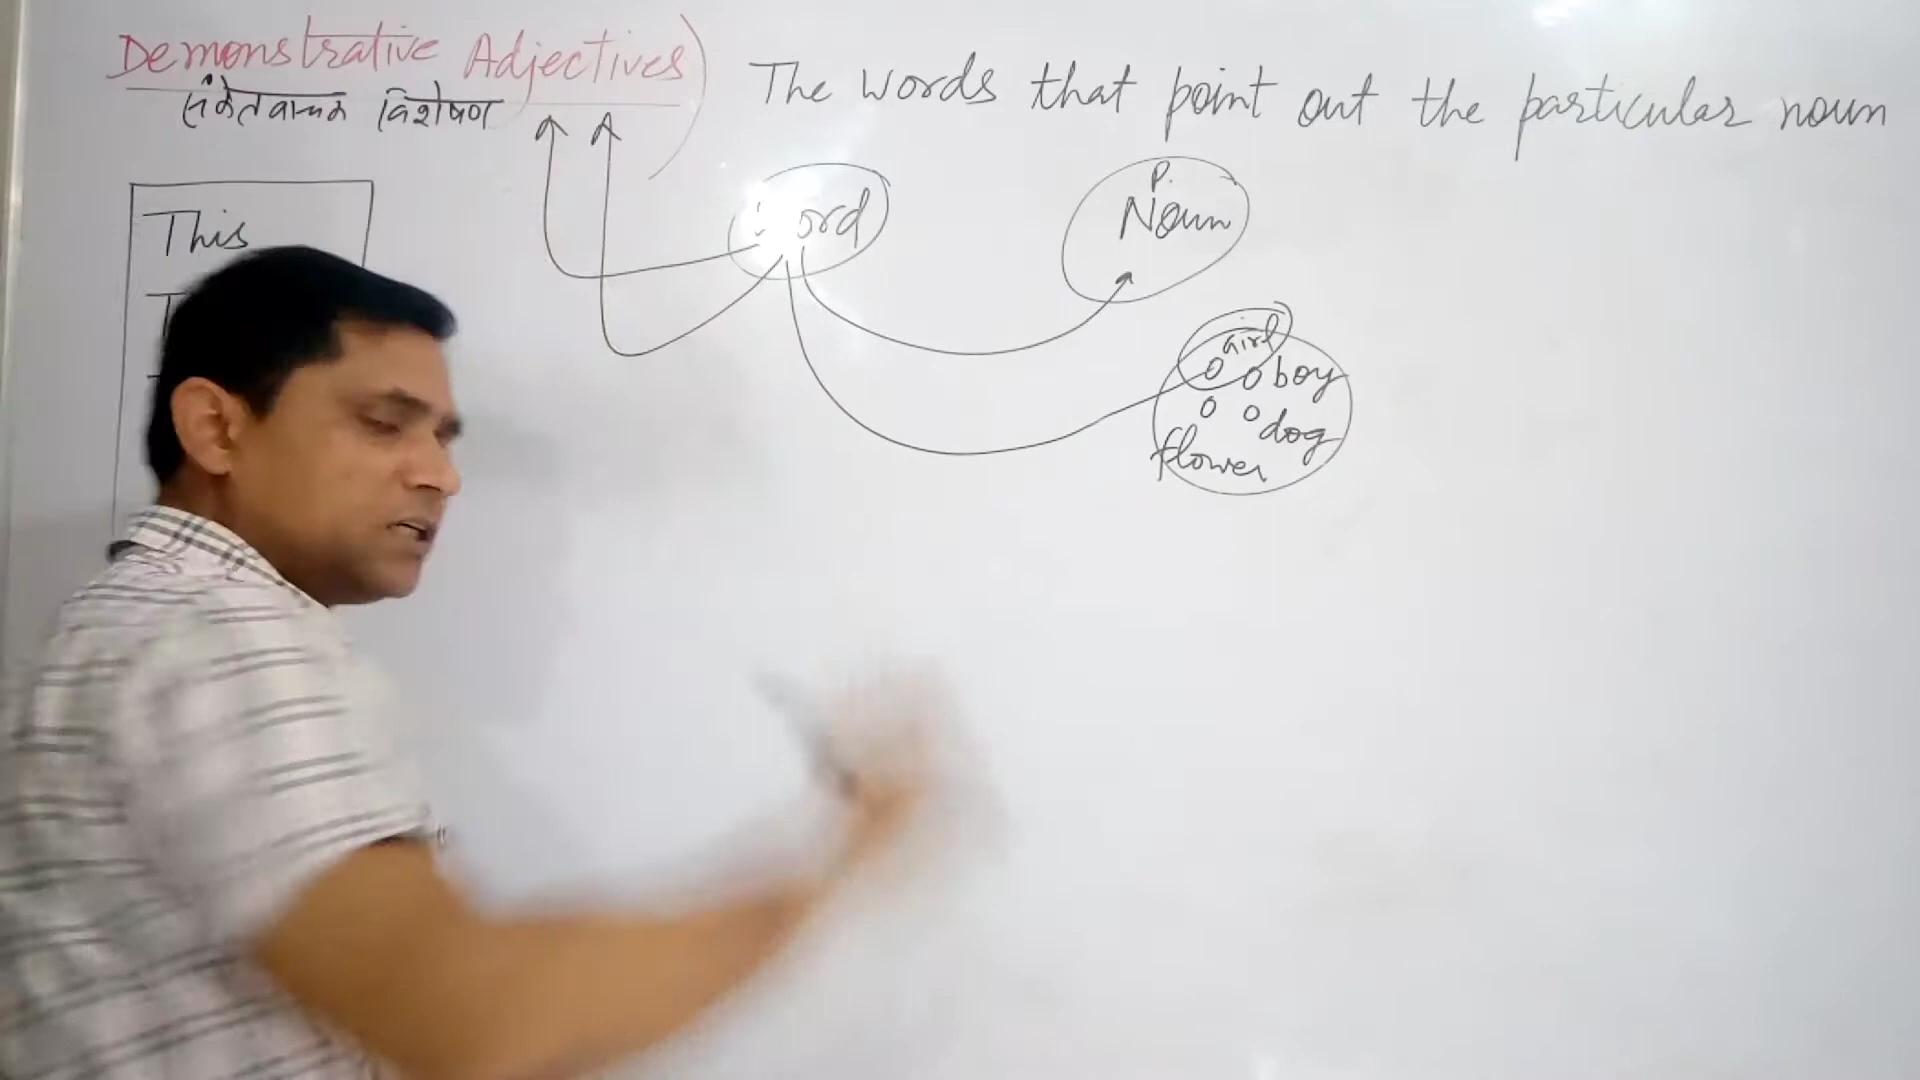 Demonstrative Adjectives)
The words that point out the particular noun
संकेतवाचक विशेषण
This
P.
Noun
girl
boy
dog
flower